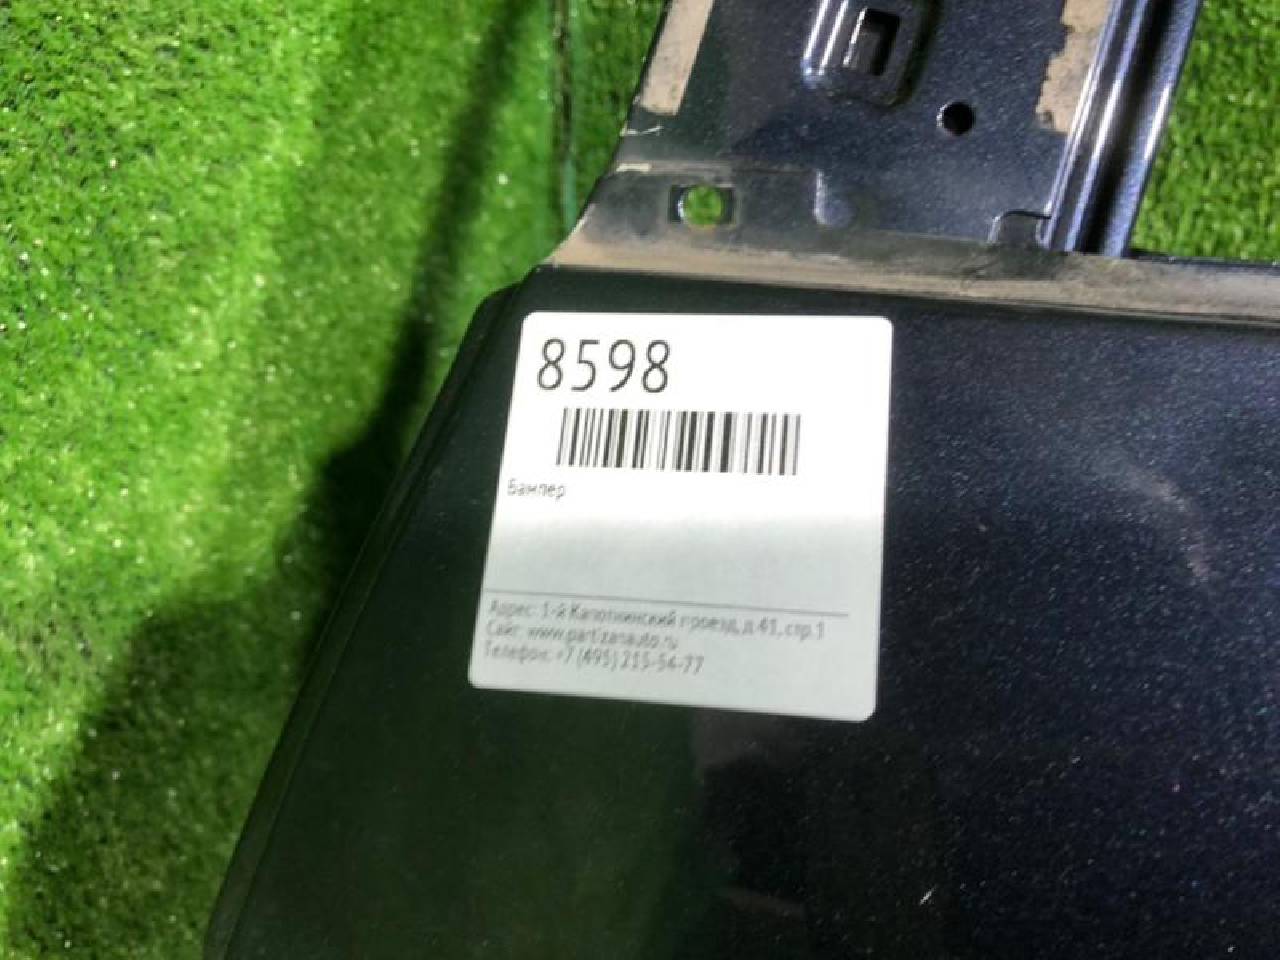 8598
Бампер
Адрес: 1-й Капотнинский проезд, д.41, стр.1
Сайт: www.partizanauto.ru
Телефон: +7 (495) 215-54-77